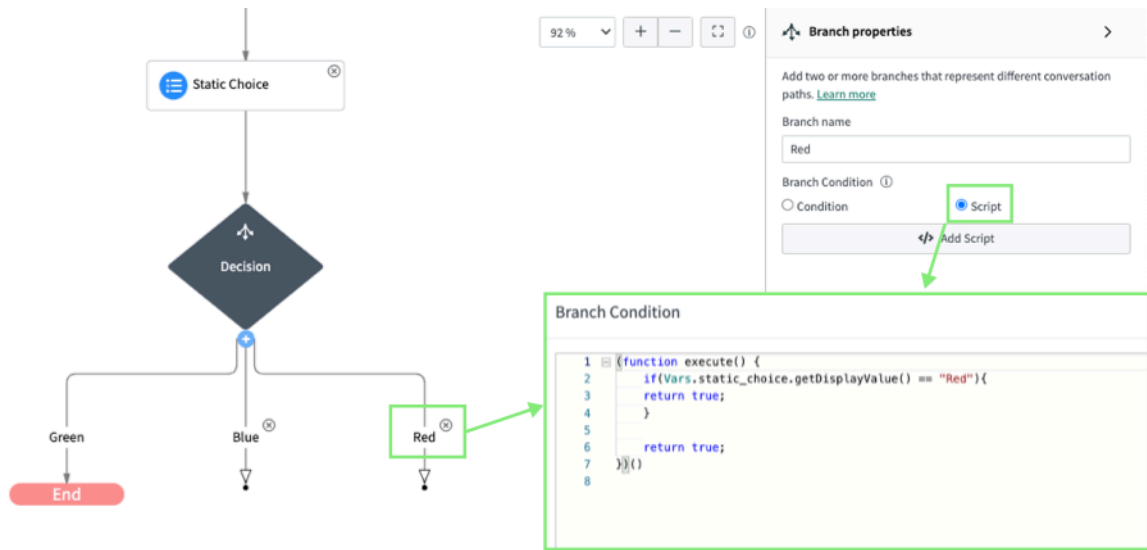 Static Choice
Decision
Green
Blue
Red
End
92 %
Branch properties
Add two or more branches that represent different conversation
paths. Learn more
Branch name
Red
Branch Condition
Condition
Script
</> Add Script
Branch Condition
1 (function execute() {
2 if(Vars.static_choice.getDisplayValue() == "Red"){
3 return true;
4 }
5
6 return true;
7 })()
8